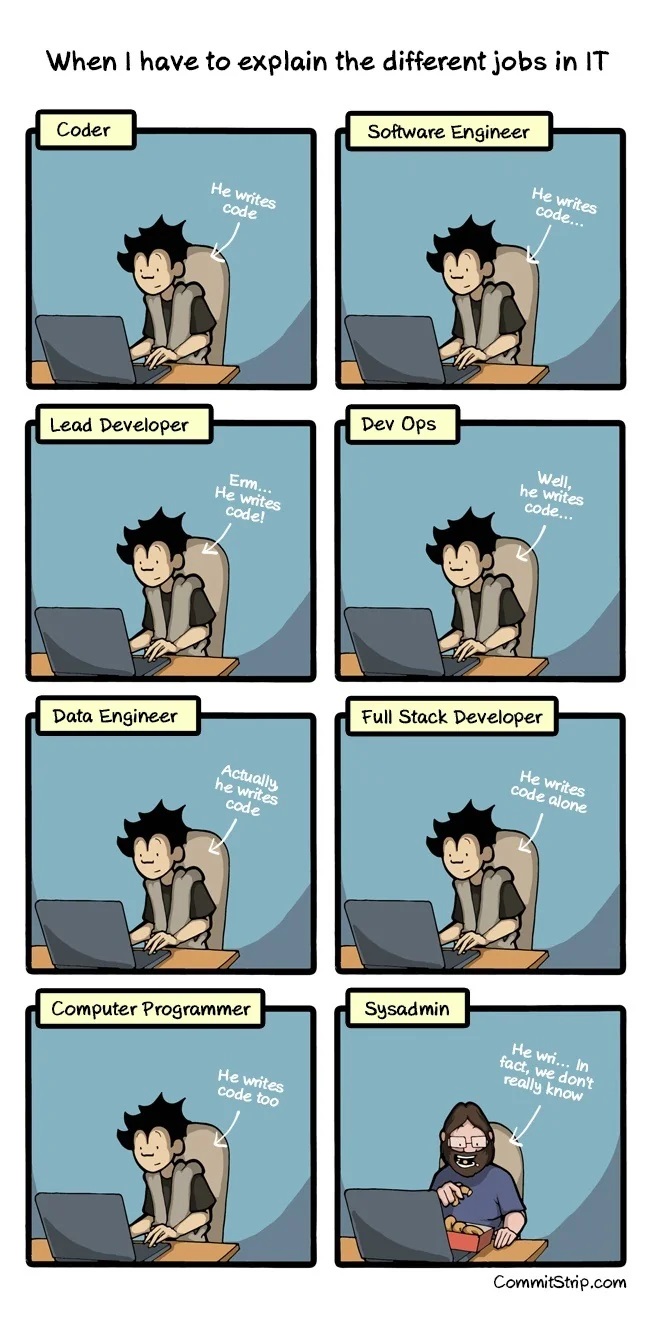 When I have to explain the different jobs in IT
Coder
He writes
code
Software Engineer
He writes
code...
Lead Developer
Erm...
He writes
code!
Dev Ops
Well,
he writes
code...
Data Engineer
Actually,
he writes
code
Full Stack Developer
He writes
code alone
Computer Programmer
He writes
code too
Sysadmin
He wri... In
fact, we don't
really know
CommitStrip.com